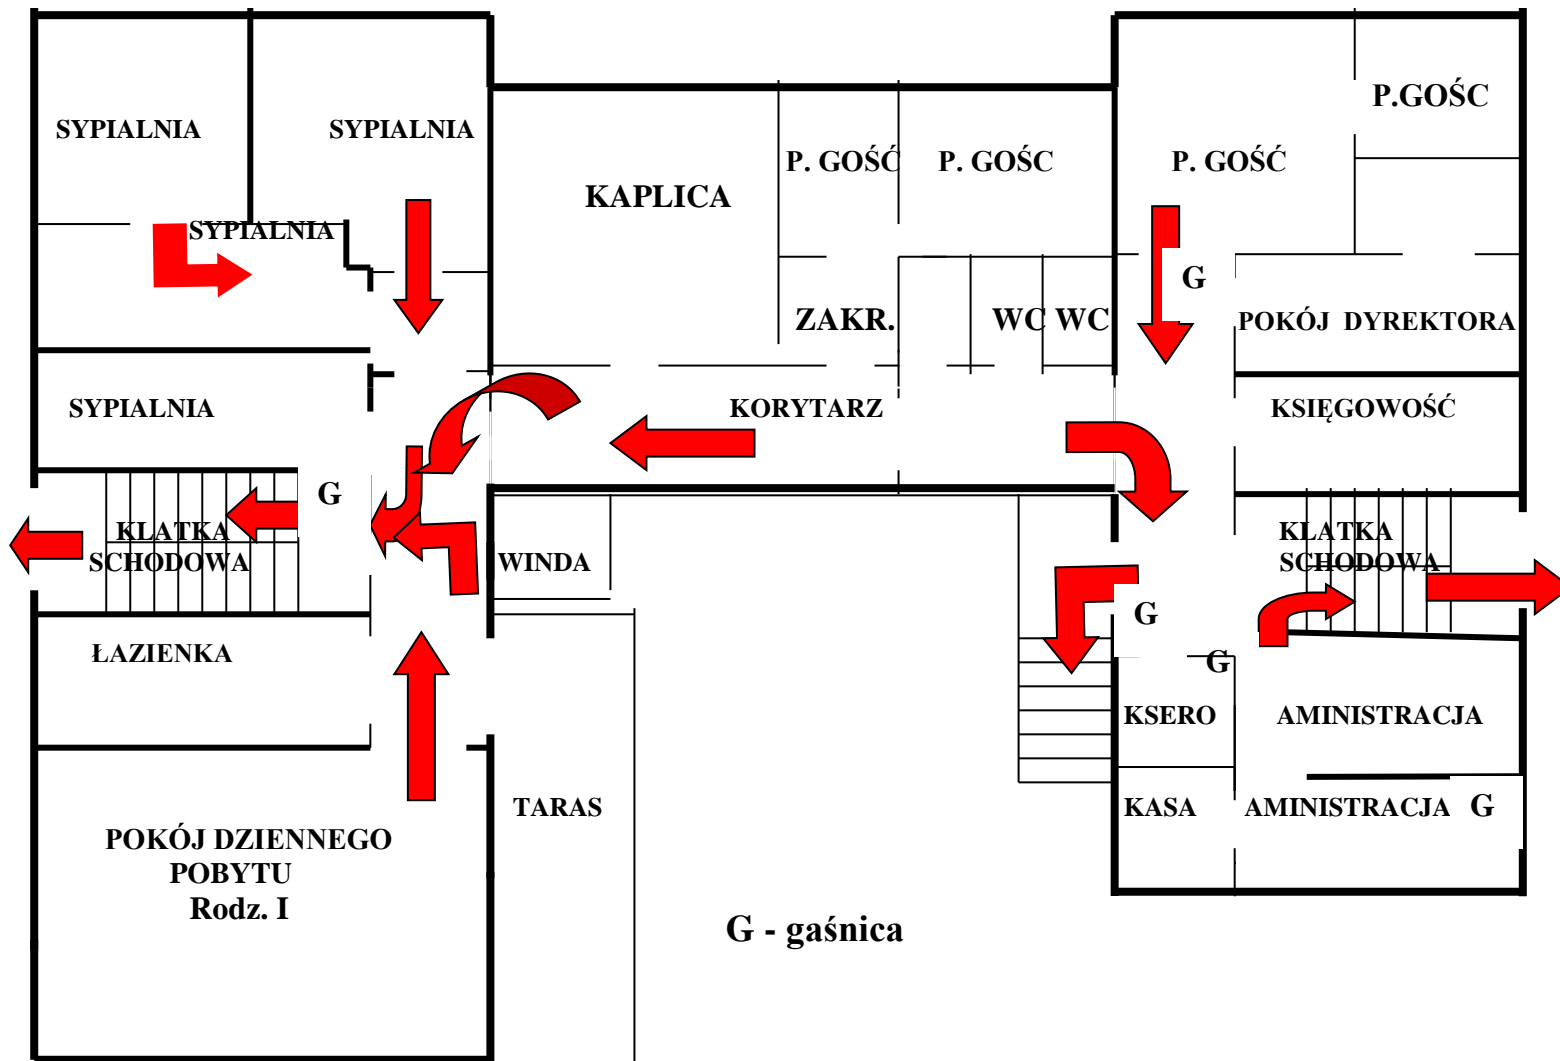 P.GOŚC
SYPIALNIA
SYPIALNIA
P. GOŚĆ
P. GOŚC
P. GOŚĆ
KAPLICA
SYPIALNIA
G
ZAKR.
WC
WC
POKÓJ DYREKTORA
SYPIALNIA
KORYTARZ
KSIĘGOWOŚĆ
G
KLATKA
SCHODOWA
WINDA
KLATKA
SCHODOWA
G
ŁAZIENKA
G
KSERO
AMINISTRACJA
TARAS
KASA
AMINISTRACJA
G
POKÓJ DZIENNEGO
POBYTU
Rodz. I
G - gaśnica